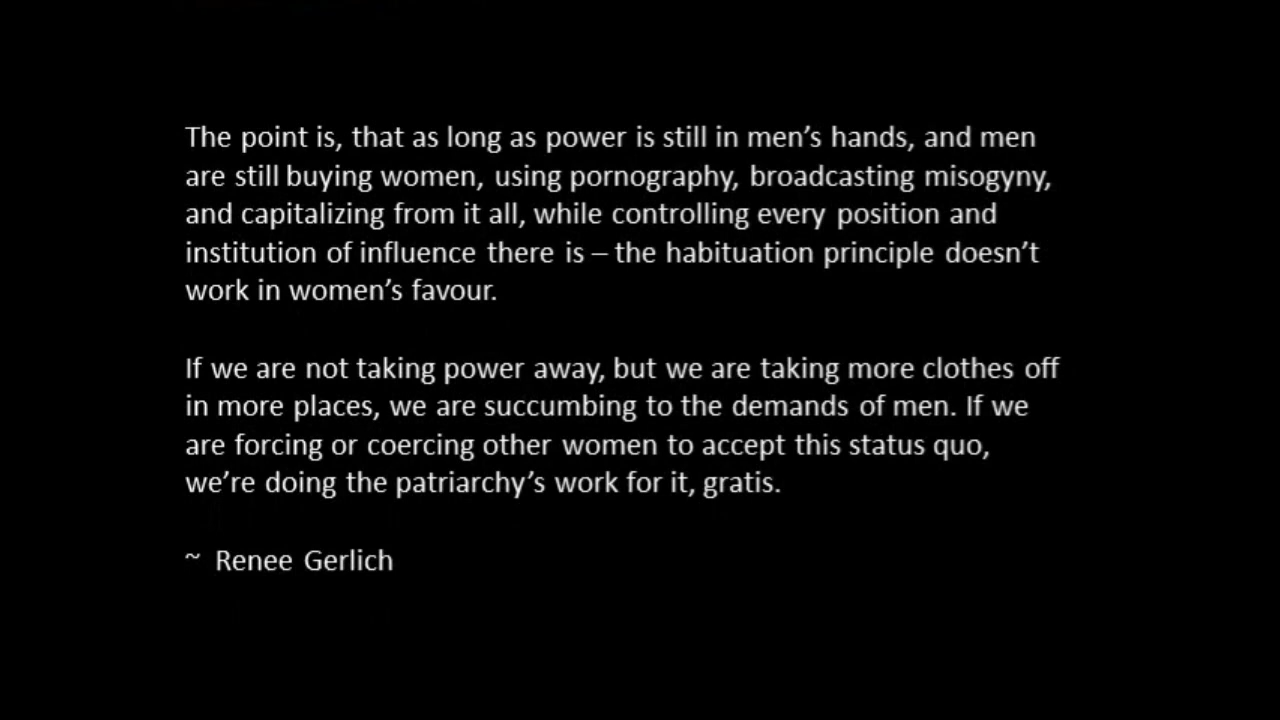 The point is, that as long as power is still in men’s hands, and men
are still buying women, using pornography, broadcasting misogyny,
and capitalizing from it all, while controlling every position and
institution of influence there is – the habituation principle doesn’t
work in women’s favour.
If we are not taking power away, but we are taking more clothes off
in more places, we are succumbing to the demands of men. If we
are forcing or coercing other women to accept this status quo,
we’re doing the patriarchy’s work for it, gratis.
~ Renee Gerlich